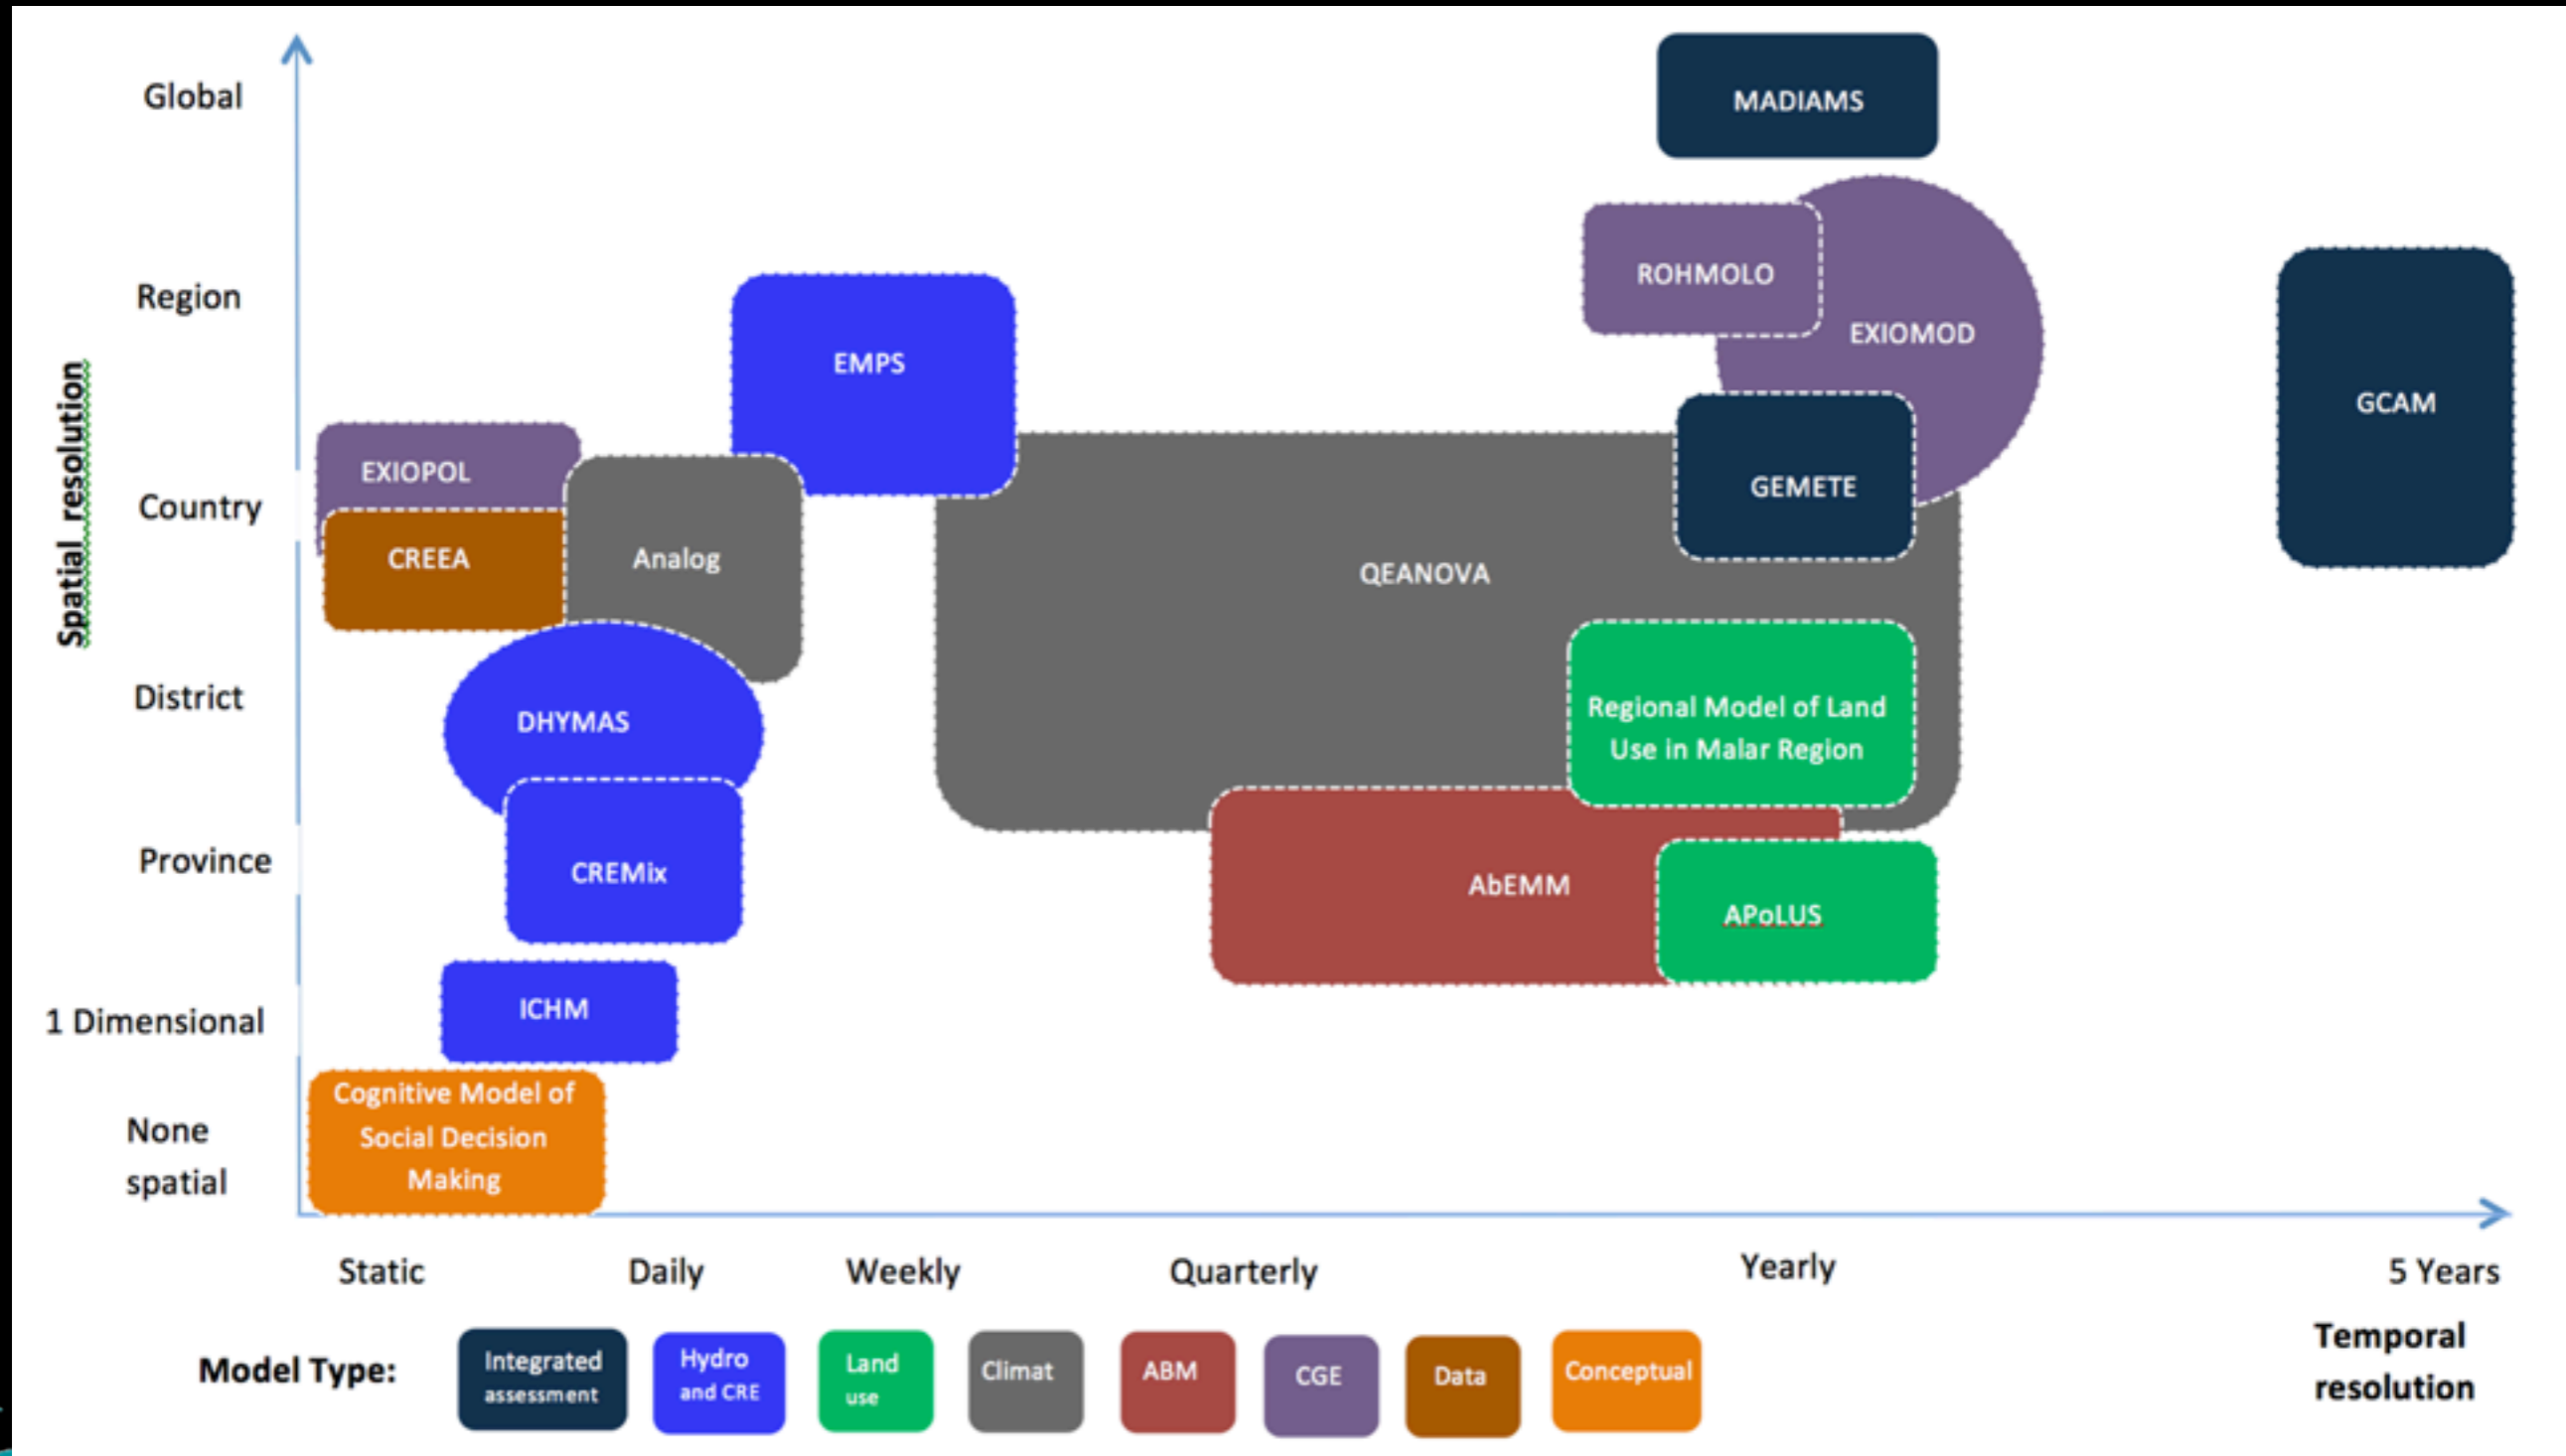 Global
MADIAMS
Region
ROHMOLO
EXIOMOD
EMPS
GCAM
Spatial resolution
EXIOPOL
Country
GEMETE
CREEA
Analog
QEANOVA
District
DHYMAS
Regional Model of Land
Use in Malar Region
Province
CREMix
AbEMM
APoLUS
1 Dimensional
ICHM
None
spatial
Cognitive Model of
Social Decision
Making
Static
Daily
Weekly
Quarterly
Yearly
5 Years
Temporal
resolution
Model Type:
Integrated
assessment
Hydro
and CRE
Land
use
Climat
ABM
CGE
Data
Conceptual